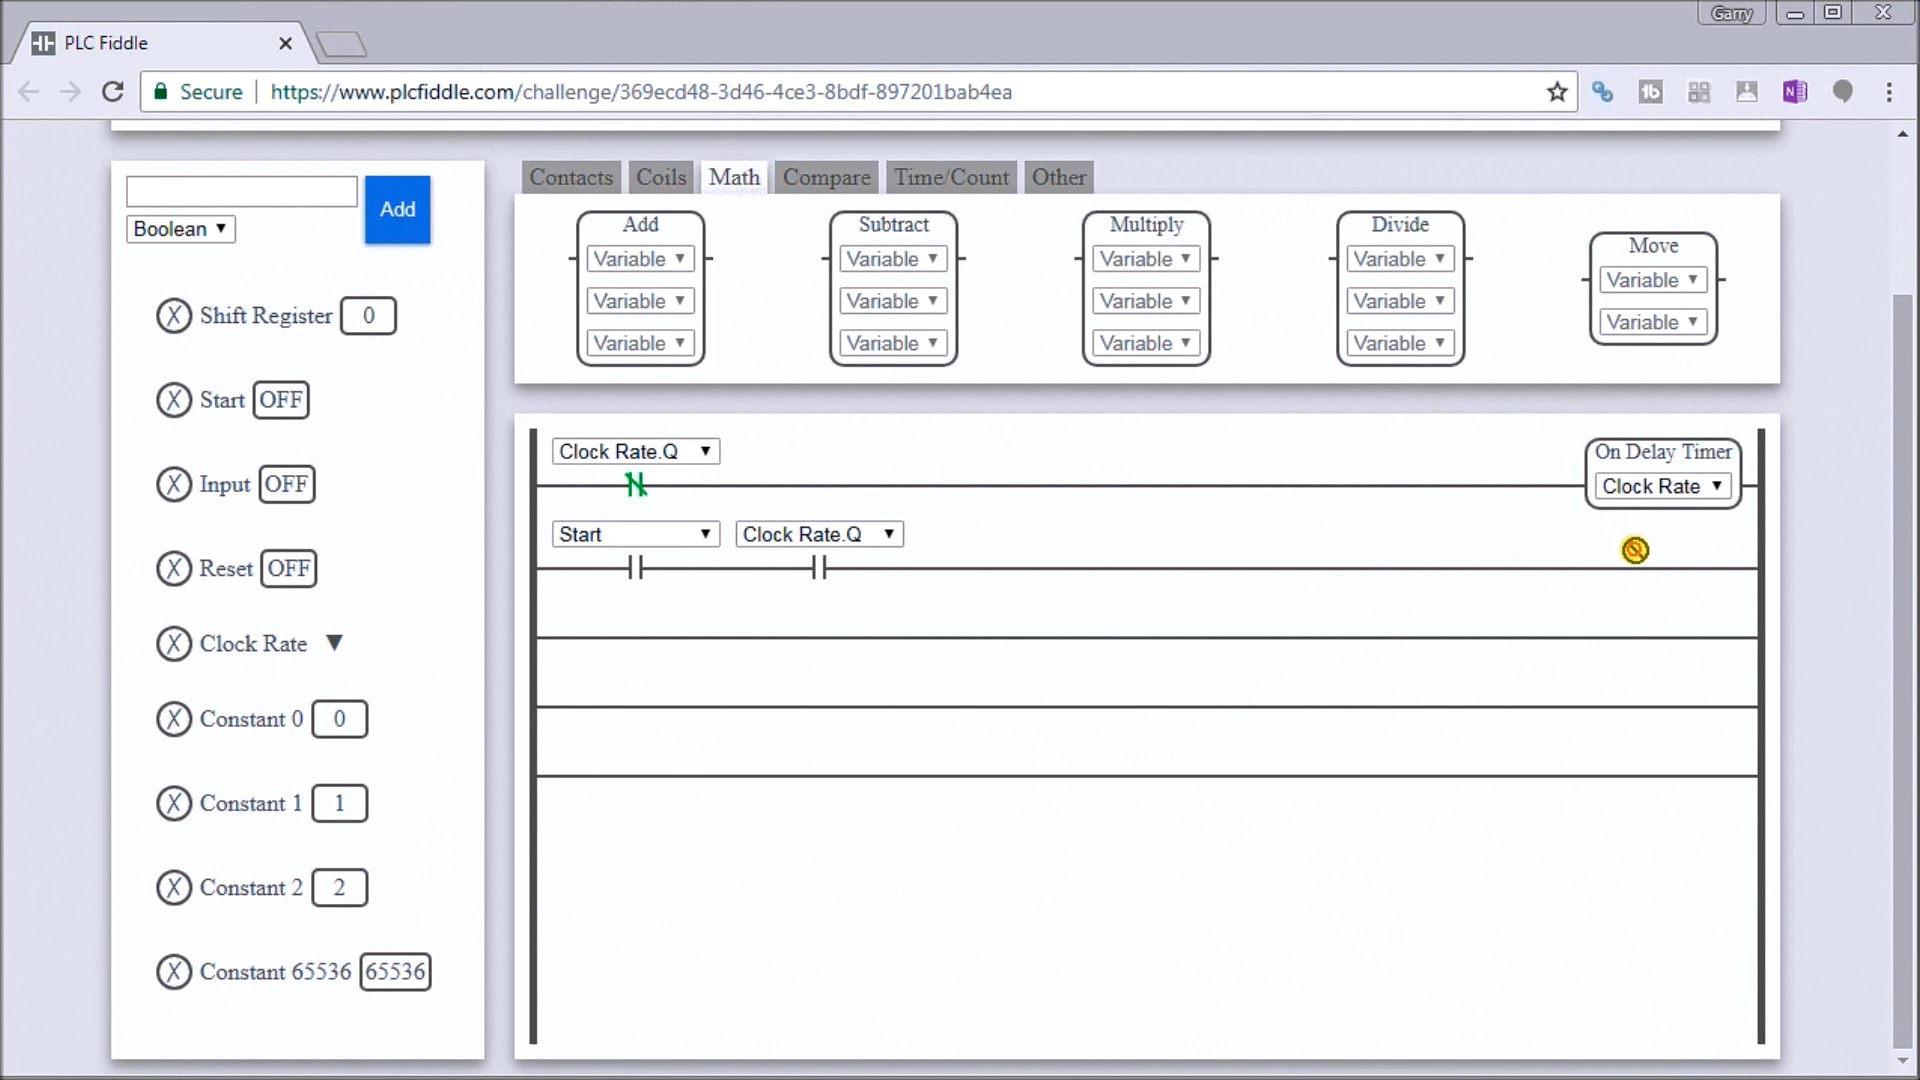 Garry
PLC Fiddle
Secure https://www.plcfiddle.com/challenge/369ecd48-3d46-4ce3-8bdf-897201bab4ea
Contacts Coils Math Compare Time/Count Other
Add
Boolean
Add Subtract Multiply Divide Move
Variable Variable Variable Variable Variable
Variable Variable Variable Variable Variable
Variable Variable Variable Variable
Shift Register 0
Start OFF
Input OFF
Reset OFF
Clock Rate
Constant 0 0
Constant 1 1
Constant 2 2
Constant 65536 65536
Clock Rate.Q On Delay Timer
Clock Rate
Start Clock Rate.Q